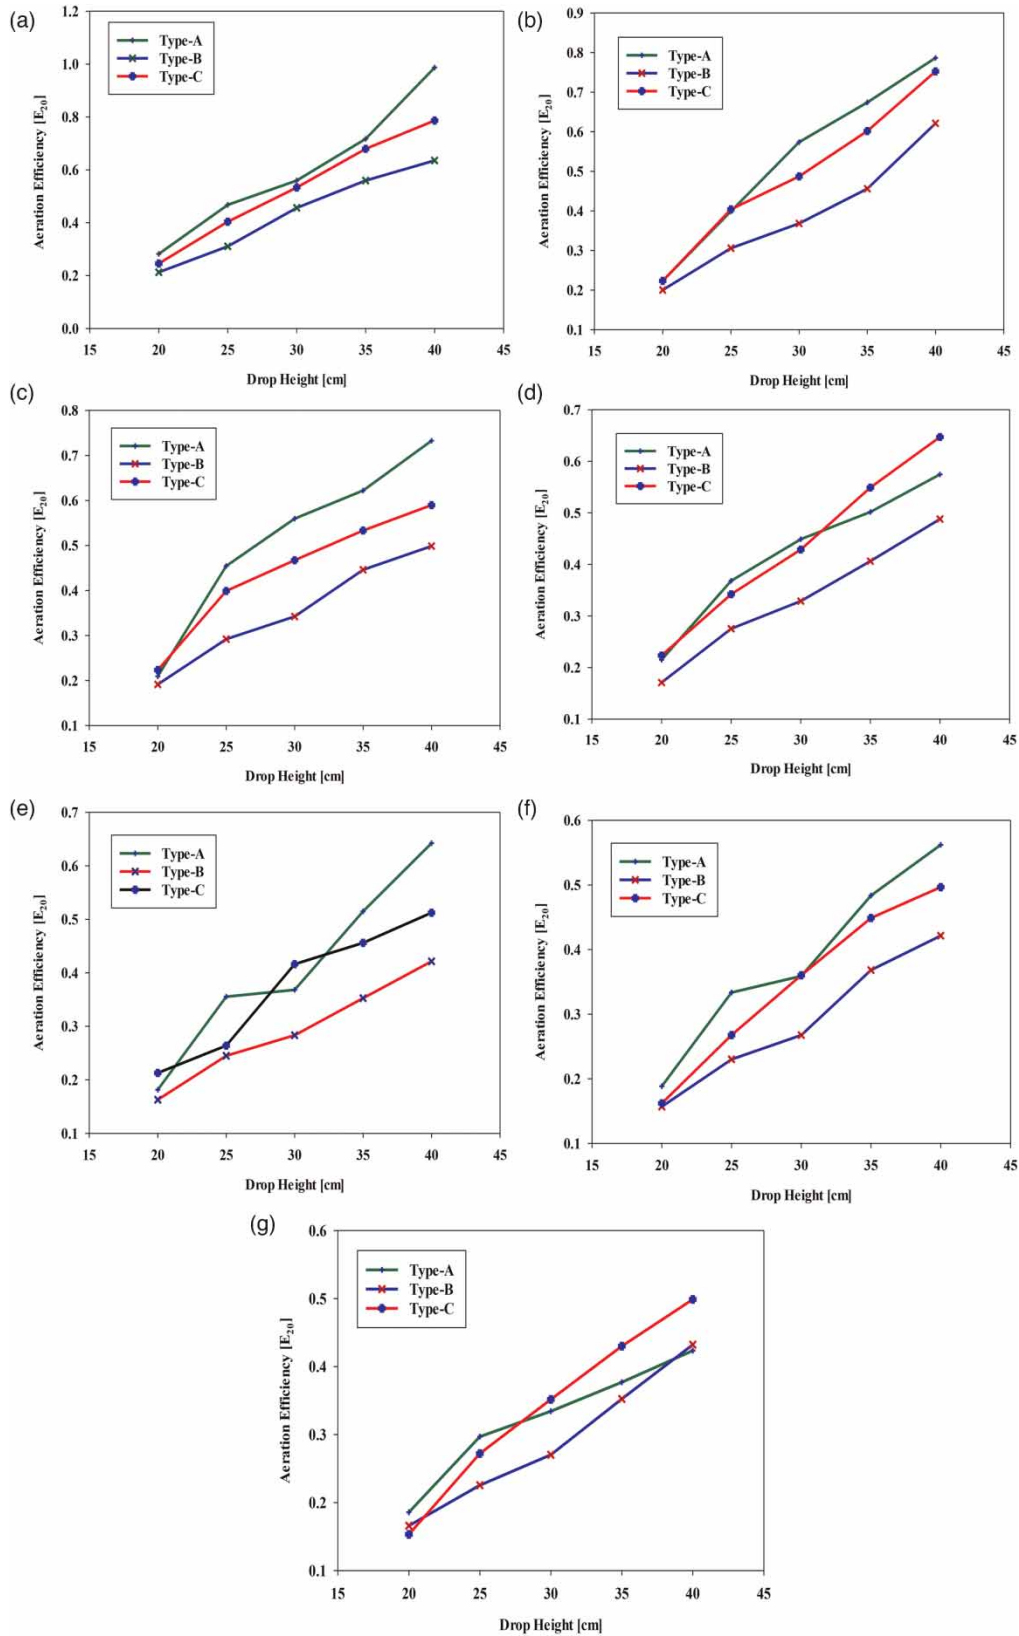 (a)
1.2
1.0
0.8
0.6
0.4
0.2
0.0
Aeration Efficiency [E20]
Type-A
Type-B
Type-C
15 20 25 30 35 40 45
Drop Height [cm]
(b)
0.9
0.8
0.7
0.6
0.5
0.4
0.3
0.2
0.1
Aeration Efficiency [E20]
Type-A
Type-B
Type-C
15 20 25 30 35 40 45
Drop Height [cm]
(c)
0.8
0.7
0.6
0.5
0.4
0.3
0.2
0.1
Aeration Efficiency [E20]
Type-A
Type-B
Type-C
15 20 25 30 35 40 45
Drop Height [cm]
(d)
0.7
0.6
0.5
0.4
0.3
0.2
0.1
Aeration Efficiency [E20]
Type-A
Type-B
Type-C
15 20 25 30 35 40 45
Drop Height [cm]
(e)
0.7
0.6
0.5
0.4
0.3
0.2
0.1
Aeration Efficiency [E20]
Type-A
Type-B
Type-C
15 20 25 30 35 40 45
Drop Height [cm]
(f)
0.6
0.5
0.4
0.3
0.2
0.1
Aeration Efficiency [E20]
Type-A
Type-B
Type-C
15 20 25 30 35 40 45
Drop Height [cm]
(g)
0.6
0.5
0.4
0.3
0.2
0.1
Aeration Efficiency [E20]
Type-A
Type-B
Type-C
15 20 25 30 35 40 45
Drop Height [cm]